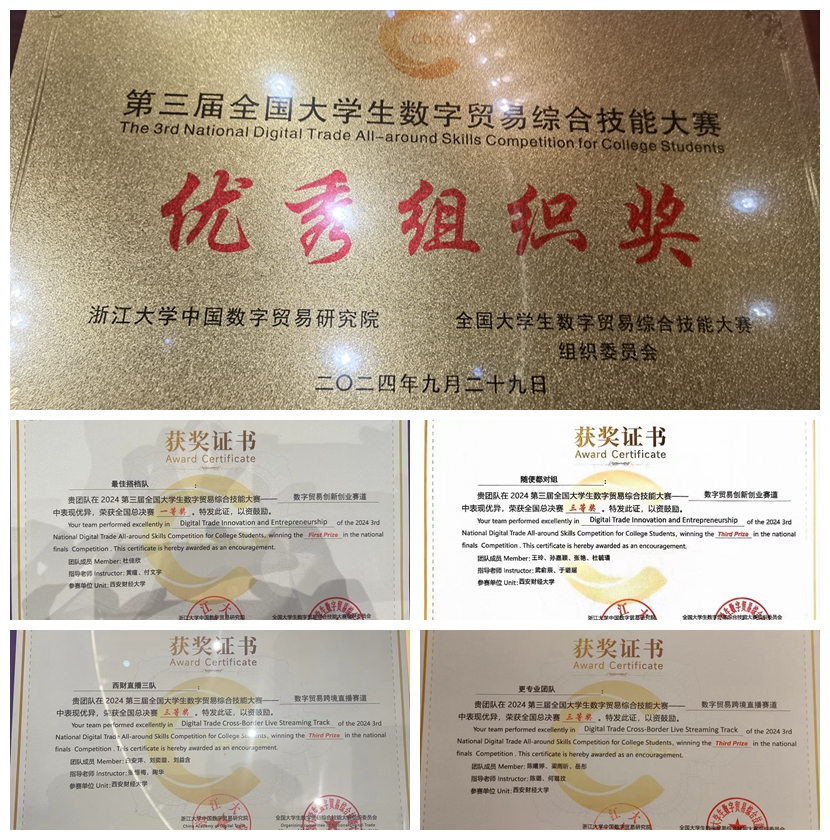 第三届全国大学生数字贸易综合技能大赛
The 3rd National Digital Trade All-around Skills Competition for College Students
优秀组织奖
浙江大学中国数字贸易研究院
全国大学生数字贸易综合技能大赛
组织委员会
二〇二四年九月二十九日
获奖证书
Award Certificate
最佳搭档队：
贵团队在 2024 第三届全国大学生数字贸易综合技能大赛——数字贸易创新创业赛道
中表现优异，荣获全国总决赛 一等奖 。特发此证，以资鼓励。
Your team performed excellently in Digital Trade Innovation and Entrepreneurship of the 2024 3rd
National Digital Trade All-around Skills Competition for College Students, winning the First Prize in the national
finals Competition . This certificate is hereby awarded as an encouragement.
团队成员 Member: 杜佳欣
指导老师 Instructor: 黄耀、付文宇
参赛单位 Unit: 西安财经大学
浙江大学中国数字贸易研究院
获奖证书
Award Certificate
随便都对组：
贵团队在 2024 第三届全国大学生数字贸易综合技能大赛——数字贸易创新创业赛道
中表现优异，荣获全国总决赛 三等奖 。特发此证，以资鼓励。
Your team performed excellently in Digital Trade Innovation and Entrepreneurship of the 2024 3rd
National Digital Trade All-around Skills Competition for College Students, winning the Third Prize in the national
finals Competition . This certificate is hereby awarded as an encouragement.
团队成员 Member: 王玲、孙嘉颖、张艳、杜毓潇
指导老师 Instructor:
参赛单位 Unit: 西安财经大学
浙江大学中国数字贸易研究院
获奖证书
Award Certificate
西财直播三队：
贵团队在 2024 第三届全国大学生数字贸易综合技能大赛——数字贸易跨境直播赛道
中表现优异，荣获全国总决赛 三等奖 。特发此证，以资鼓励。
Your team performed excellently in Digital Trade Cross-Border Live Streaming Track of the 2024 3rd
National Digital Trade All-around Skills Competition for College Students, winning the Third Prize in the national
finals Competition . This certificate is hereby awarded as an encouragement.
团队成员 Member:
指导老师 Instructor:
参赛单位 Unit: 西安财经大学
获奖证书
Award Certificate
更专业团队：
贵团队在 2024 第三届全国大学生数字贸易综合技能大赛——数字贸易跨境直播赛道
中表现优异，荣获全国总决赛 三等奖 。特发此证，以资鼓励。
Your team performed excellently in Digital Trade Cross-Border Live Streaming Track of the 2024 3rd
National Digital Trade All-around Skills Competition for College Students, winning the Third Prize in the national
finals Competition . This certificate is hereby awarded as an encouragement.
团队成员 Member:
指导老师 Instructor:
参赛单位 Unit: 西安财经大学